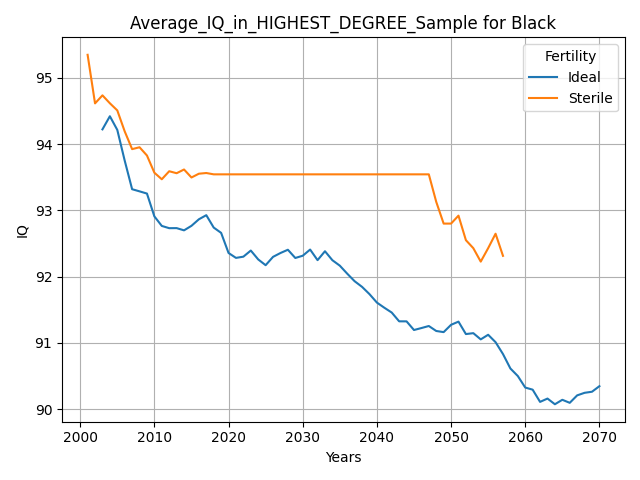 Average_IQ_in_HIGHEST_DEGREE_Sample for Black
Fertility
Ideal
Sterile
IQ
95
94
93
92
91
90
2000 2010 2020 2030 2040 2050 2060 2070
Years